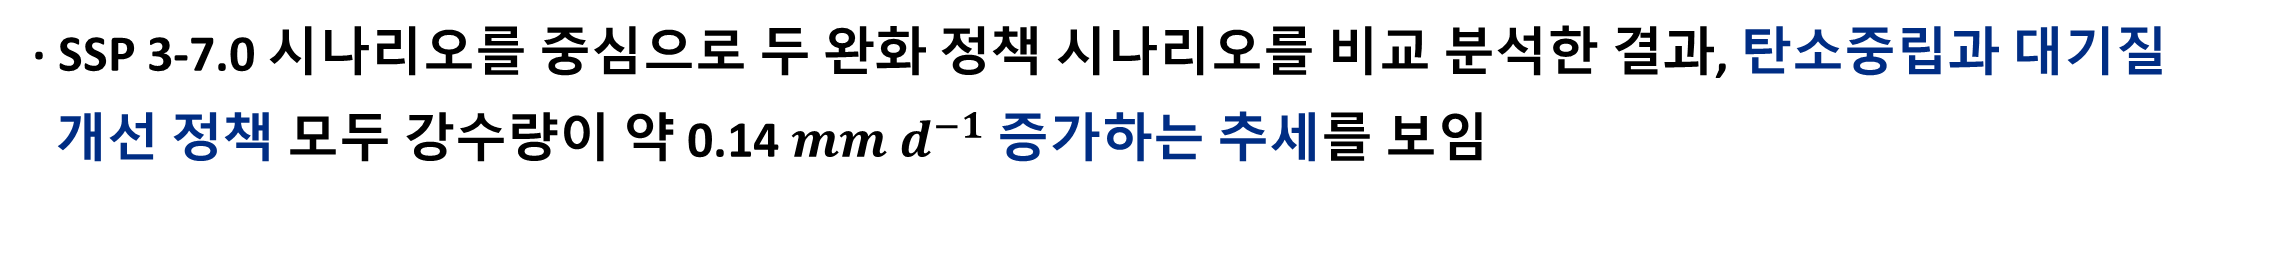 · SSP 3-7.0 시나리오를 중심으로 두 완화 정책 시나리오를 비교 분석한 결과, 탄소중립과 대기질
개선 정책 모두 강수량이 약 0.14 mm d⁻¹ 증가하는 추세를 보임